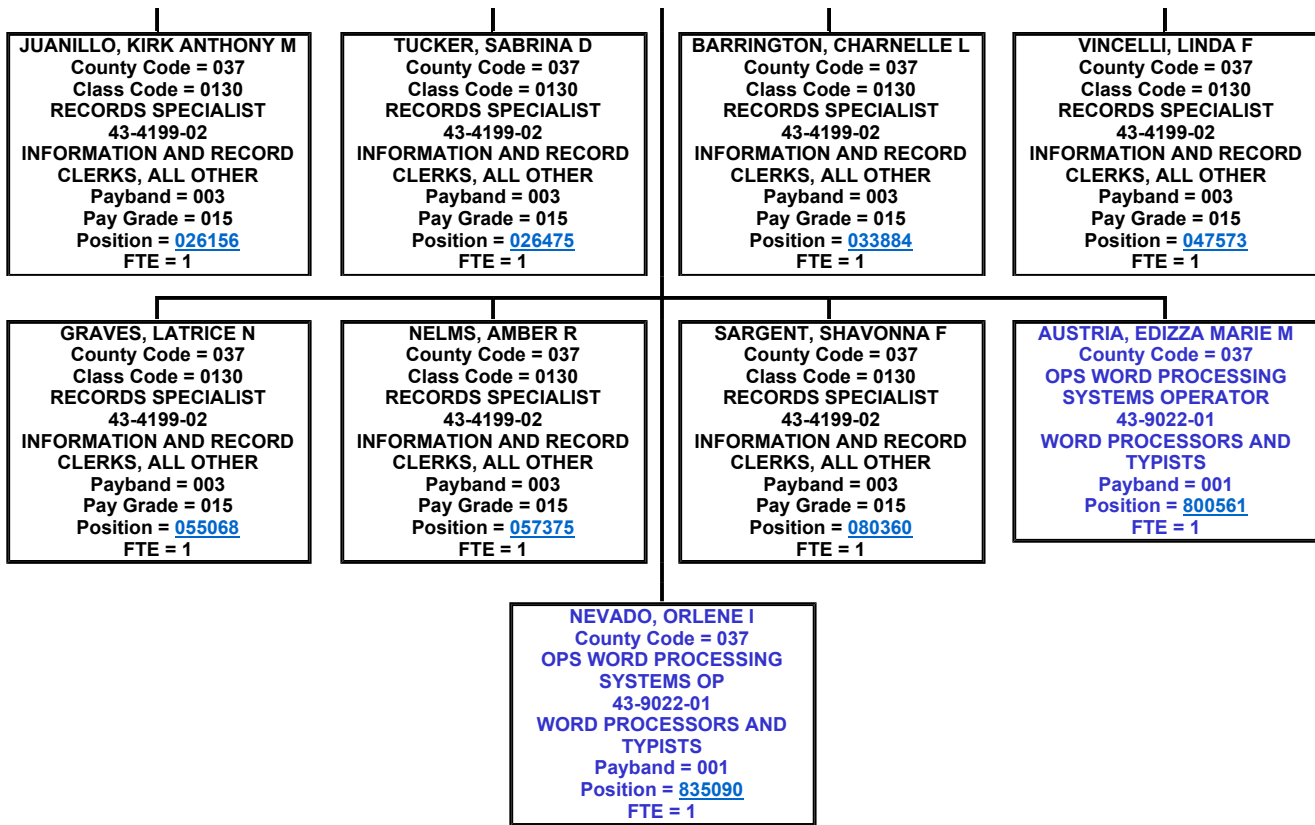 JUANILLO, KIRK ANTHONY M
County Code = 037
Class Code = 0130
RECORDS SPECIALIST
43-4199-02
INFORMATION AND RECORD
CLERKS, ALL OTHER
Payband = 003
Pay Grade = 015
Position = 026156
FTE = 1
TUCKER, SABRINA D
County Code = 037
Class Code = 0130
RECORDS SPECIALIST
43-4199-02
INFORMATION AND RECORD
CLERKS, ALL OTHER
Payband = 003
Pay Grade = 015
Position = 026475
FTE = 1
BARRINGTON, CHARNELLE L
County Code = 037
Class Code = 0130
RECORDS SPECIALIST
43-4199-02
INFORMATION AND RECORD
CLERKS, ALL OTHER
Payband = 003
Pay Grade = 015
Position = 033884
FTE = 1
VINCELLI, LINDA F
County Code = 037
Class Code = 0130
RECORDS SPECIALIST
43-4199-02
INFORMATION AND RECORD
CLERKS, ALL OTHER
Payband = 003
Pay Grade = 015
Position = 047573
FTE = 1
GRAVES, LATRICE N
County Code = 037
Class Code = 0130
RECORDS SPECIALIST
43-4199-02
INFORMATION AND RECORD
CLERKS, ALL OTHER
Payband = 003
Pay Grade = 015
Position = 055068
FTE = 1
NELMS, AMBER R
County Code = 037
Class Code = 0130
RECORDS SPECIALIST
43-4199-02
INFORMATION AND RECORD
CLERKS, ALL OTHER
Payband = 003
Pay Grade = 015
Position = 057375
FTE = 1
SARGENT, SHAVONNA F
County Code = 037
Class Code = 0130
RECORDS SPECIALIST
43-4199-02
INFORMATION AND RECORD
CLERKS, ALL OTHER
Payband = 003
Pay Grade = 015
Position = 080360
FTE = 1
AUSTRIA, EDIZZA MARIE M
County Code = 037
OPS WORD PROCESSING
SYSTEMS OPERATOR
43-9022-01
WORD PROCESSORS AND
TYPISTS
Payband = 001
Position = 800561
FTE = 1
NEVADO, ORLENE I
County Code = 037
OPS WORD PROCESSING
SYSTEMS OP
43-9022-01
WORD PROCESSORS AND
TYPISTS
Payband = 001
Position = 835090
FTE = 1